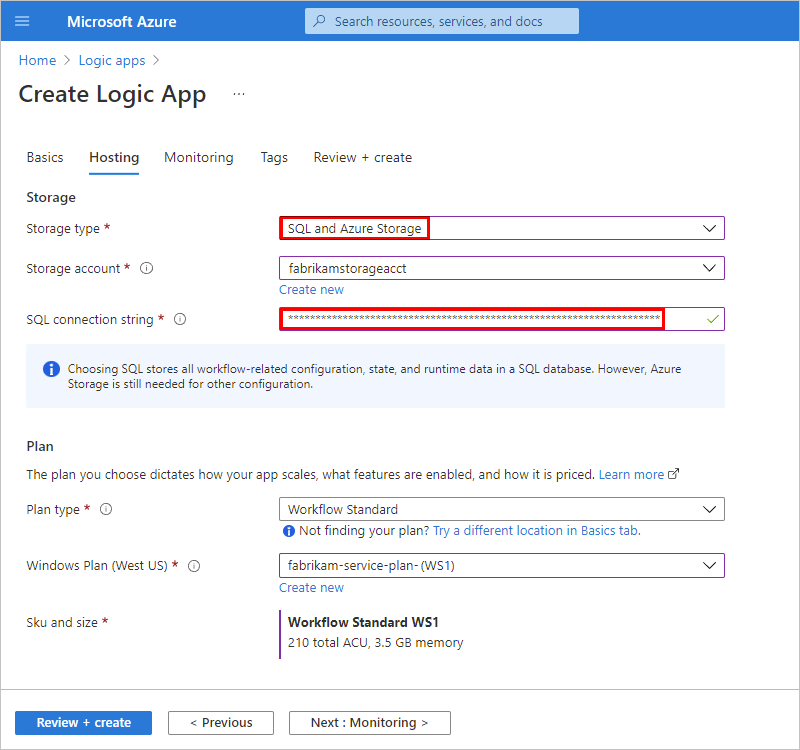 Microsoft Azure
Search resources, services, and docs
Home > Logic apps >
Create Logic App ...
Basics Hosting Monitoring Tags Review + create
Storage
Storage type * SQL and Azure Storage
Storage account * fabrikamstorageacct
Create new
SQL connection string * **************************************************************************
Choosing SQL stores all workflow-related configuration, state, and runtime data in a SQL database. However, Azure
Storage is still needed for other configuration.
Plan
The plan you choose dictates how your app scales, what features are enabled, and how it is priced. Learn more
Plan type * Workflow Standard
Not finding your plan? Try a different location in Basics tab.
Windows Plan (West US) * fabrikam-service-plan- (WS1)
Create new
Sku and size * Workflow Standard WS1
210 total ACU, 3.5 GB memory
Review + create < Previous Next : Monitoring >